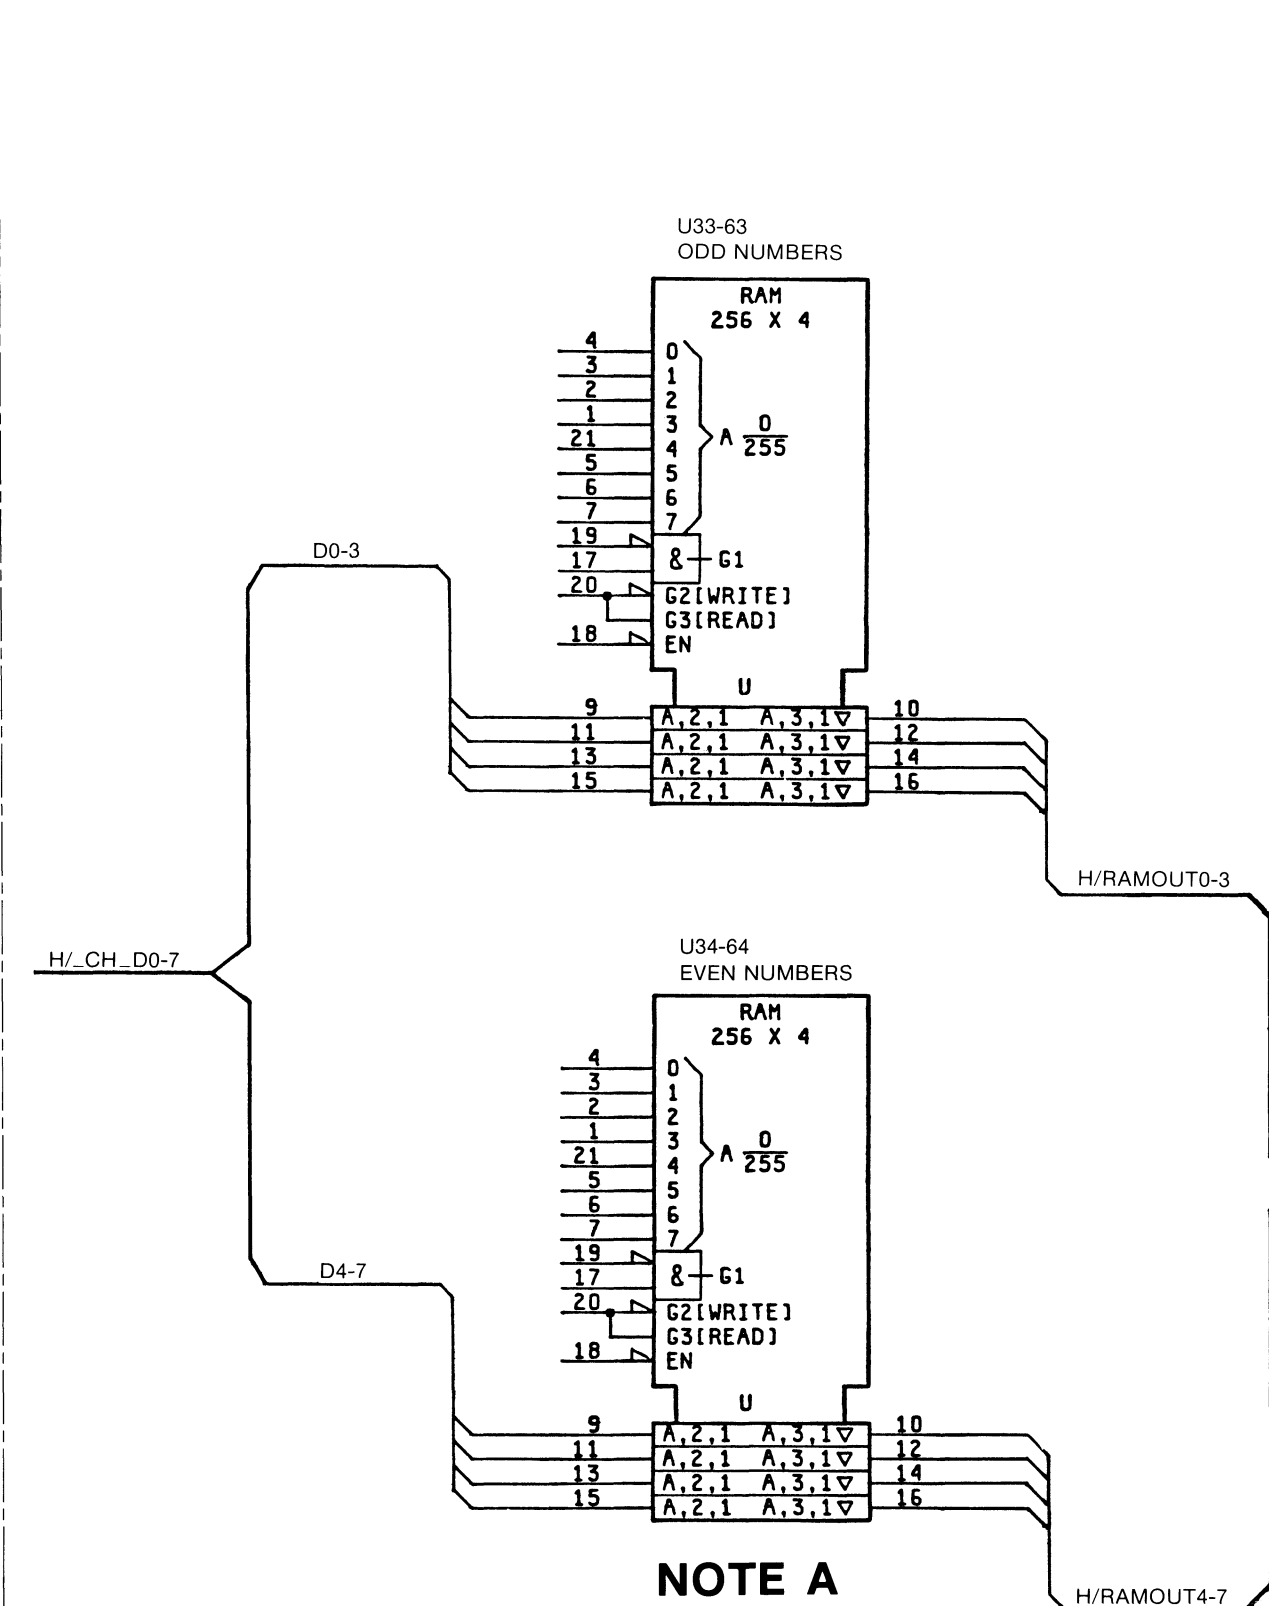 U33-63
ODD NUMBERS
RAM
256 X 4
4 0
3 1
2 2
1 3
21 4
A 0/255
5 5
6 6
7 7
19
17
& G1
20 G2[WRITE]
G3[READ]
18 EN
U
9 A,2,1 A,3,1▽ 10
11 A,2,1 A,3,1▽ 12
13 A,2,1 A,3,1▽ 14
15 A,2,1 A,3,1▽ 16
D0-3
H/RAMOUT0-3
H/_CH_D0-7
U34-64
EVEN NUMBERS
RAM
256 X 4
4 0
3 1
2 2
1 3
21 4
A 0/255
5 5
6 6
7 7
19
17
& G1
20 G2[WRITE]
G3[READ]
18 EN
U
D4-7
9 A,2,1 A,3,1▽ 10
11 A,2,1 A,3,1▽ 12
13 A,2,1 A,3,1▽ 14
15 A,2,1 A,3,1▽ 16
NOTE A
H/RAMOUT4-7